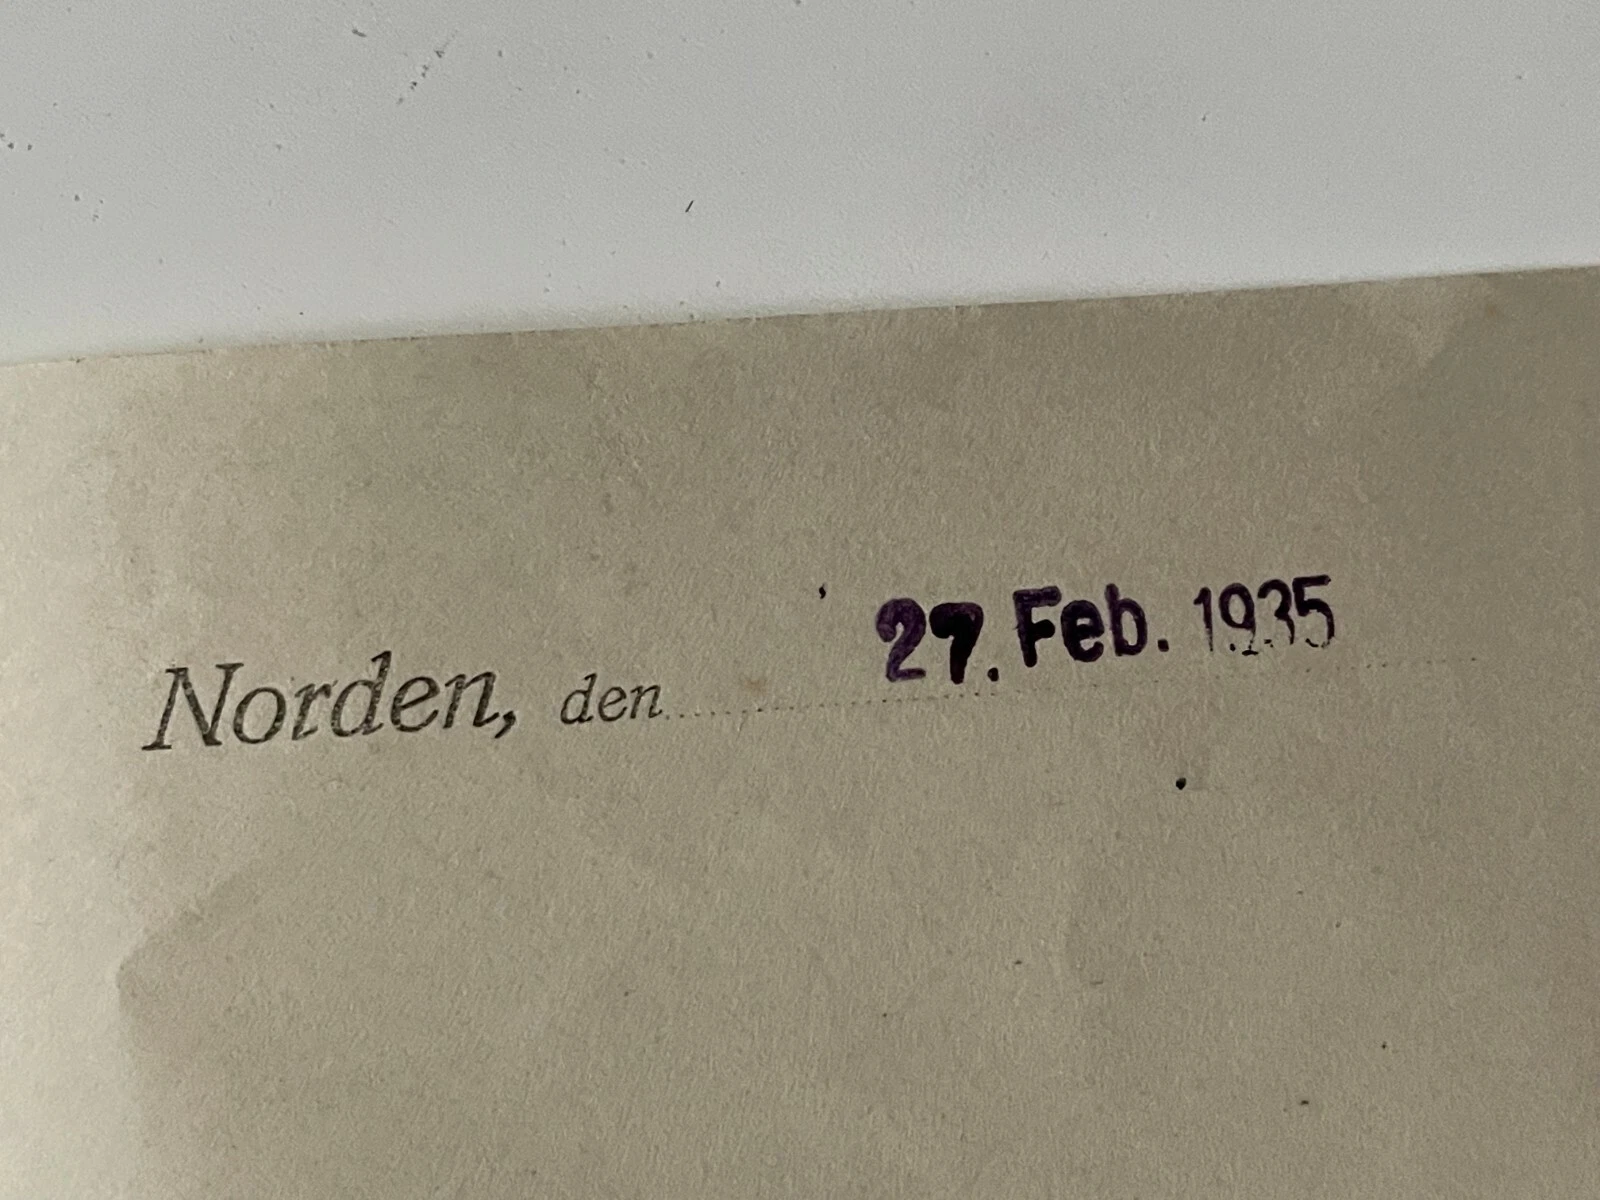 Norden, den 27. Feb. 1935